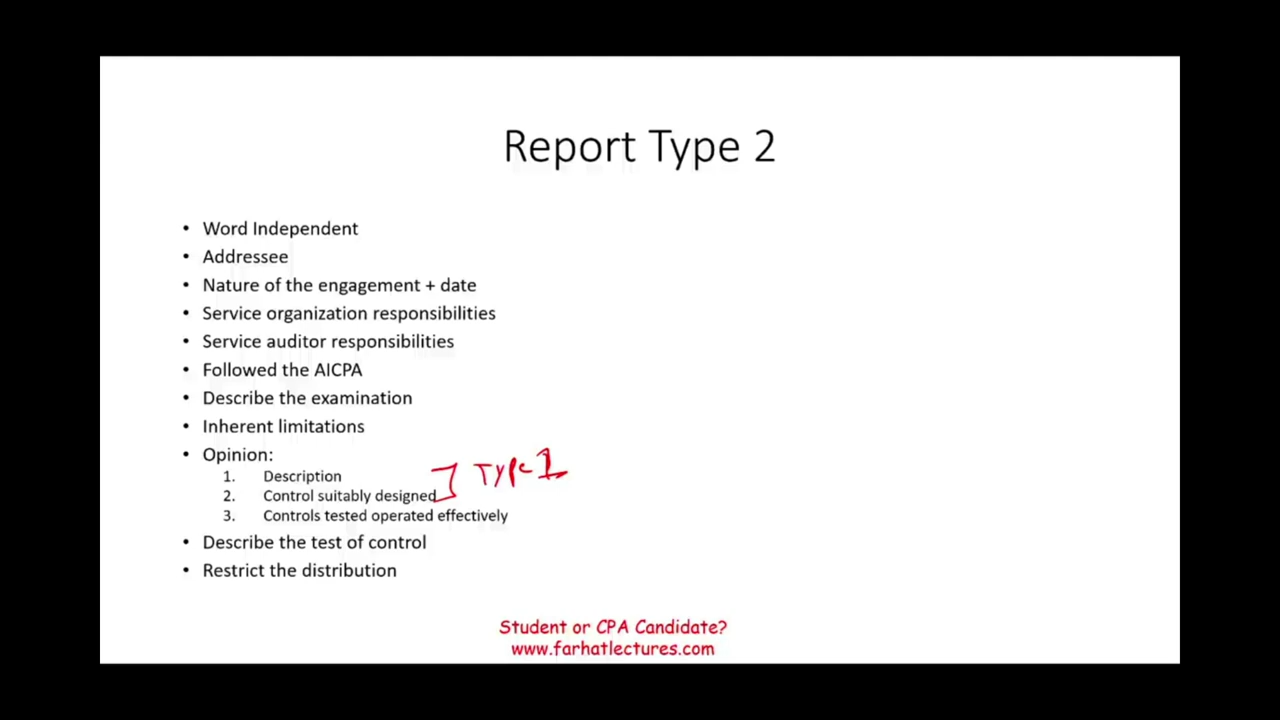 Report Type 2
• Word Independent
• Addressee
• Nature of the engagement + date
• Service organization responsibilities
• Service auditor responsibilities
• Followed the AICPA
• Describe the examination
• Inherent limitations
• Opinion:
1. Description
2. Control suitably designed
Type 1
3. Controls tested operated effectively
• Describe the test of control
• Restrict the distribution
Student or CPA Candidate?
www.farhatlectures.com